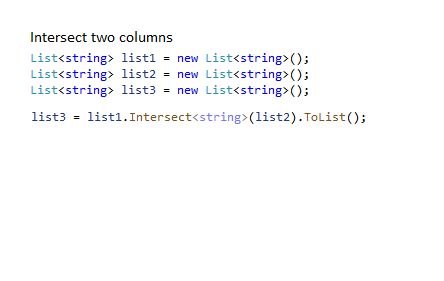 Intersect two columns
List<string> list1 = new List<string>();
List<string> list2 = new List<string>();
List<string> list3 = new List<string>();
list3 = list1.Intersect<string>(list2).ToList();